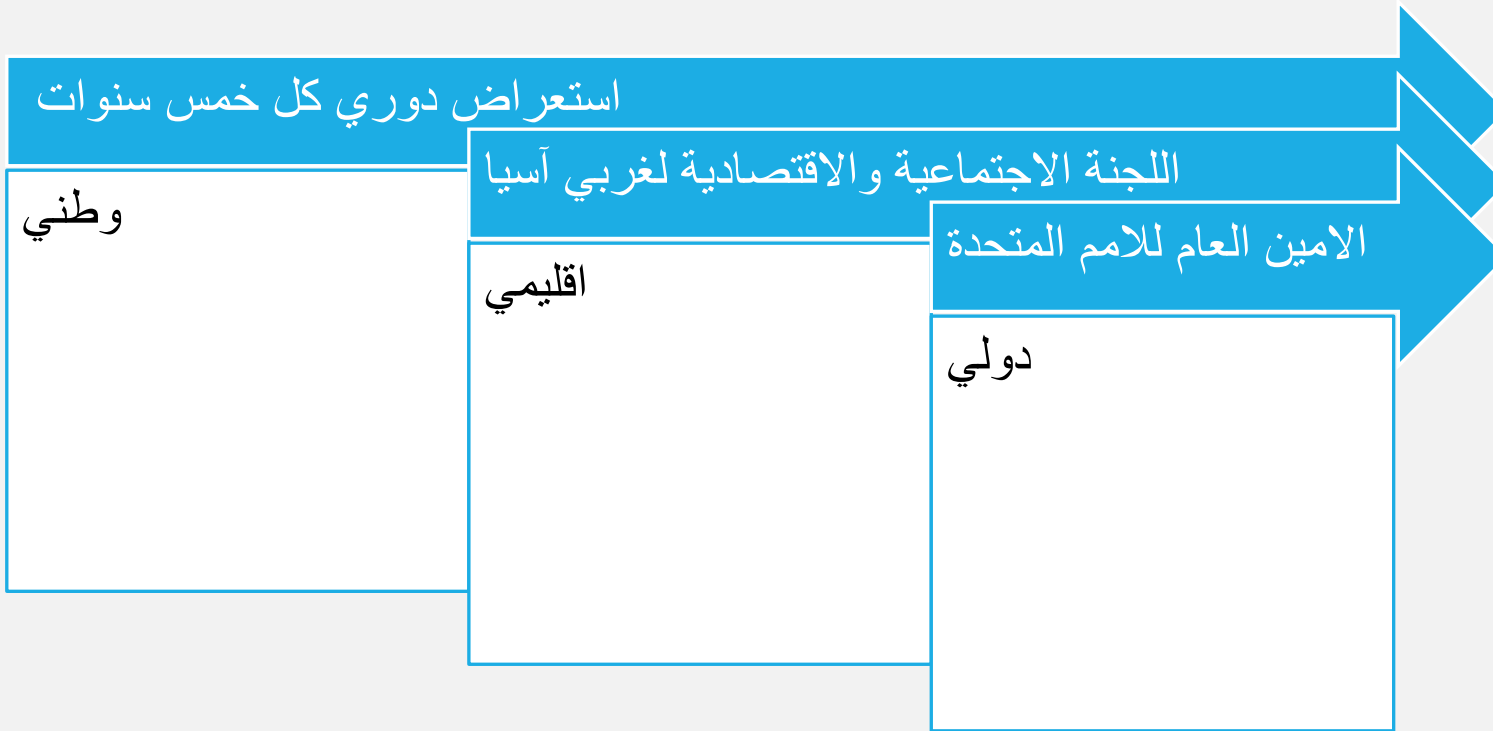 استعراض دوري كل خمس سنوات
وطني
اللجنة الاجتماعية والاقتصادية لغربي آسيا
اقليمي
الامين العام للامم المتحدة
دولي